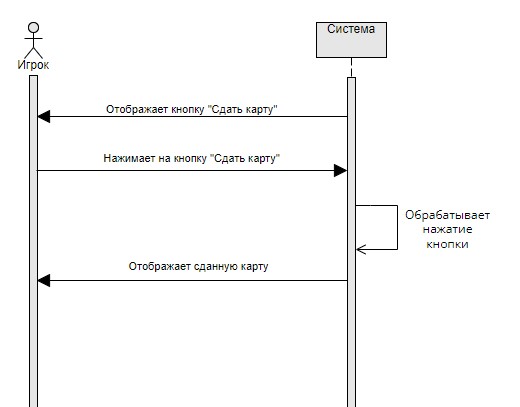 Система
Игрок
Отображает кнопку "Сдать карту"
Нажимает на кнопку "Сдать карту"
Обрабатывает
нажатие
кнопки
Отображает сданную карту